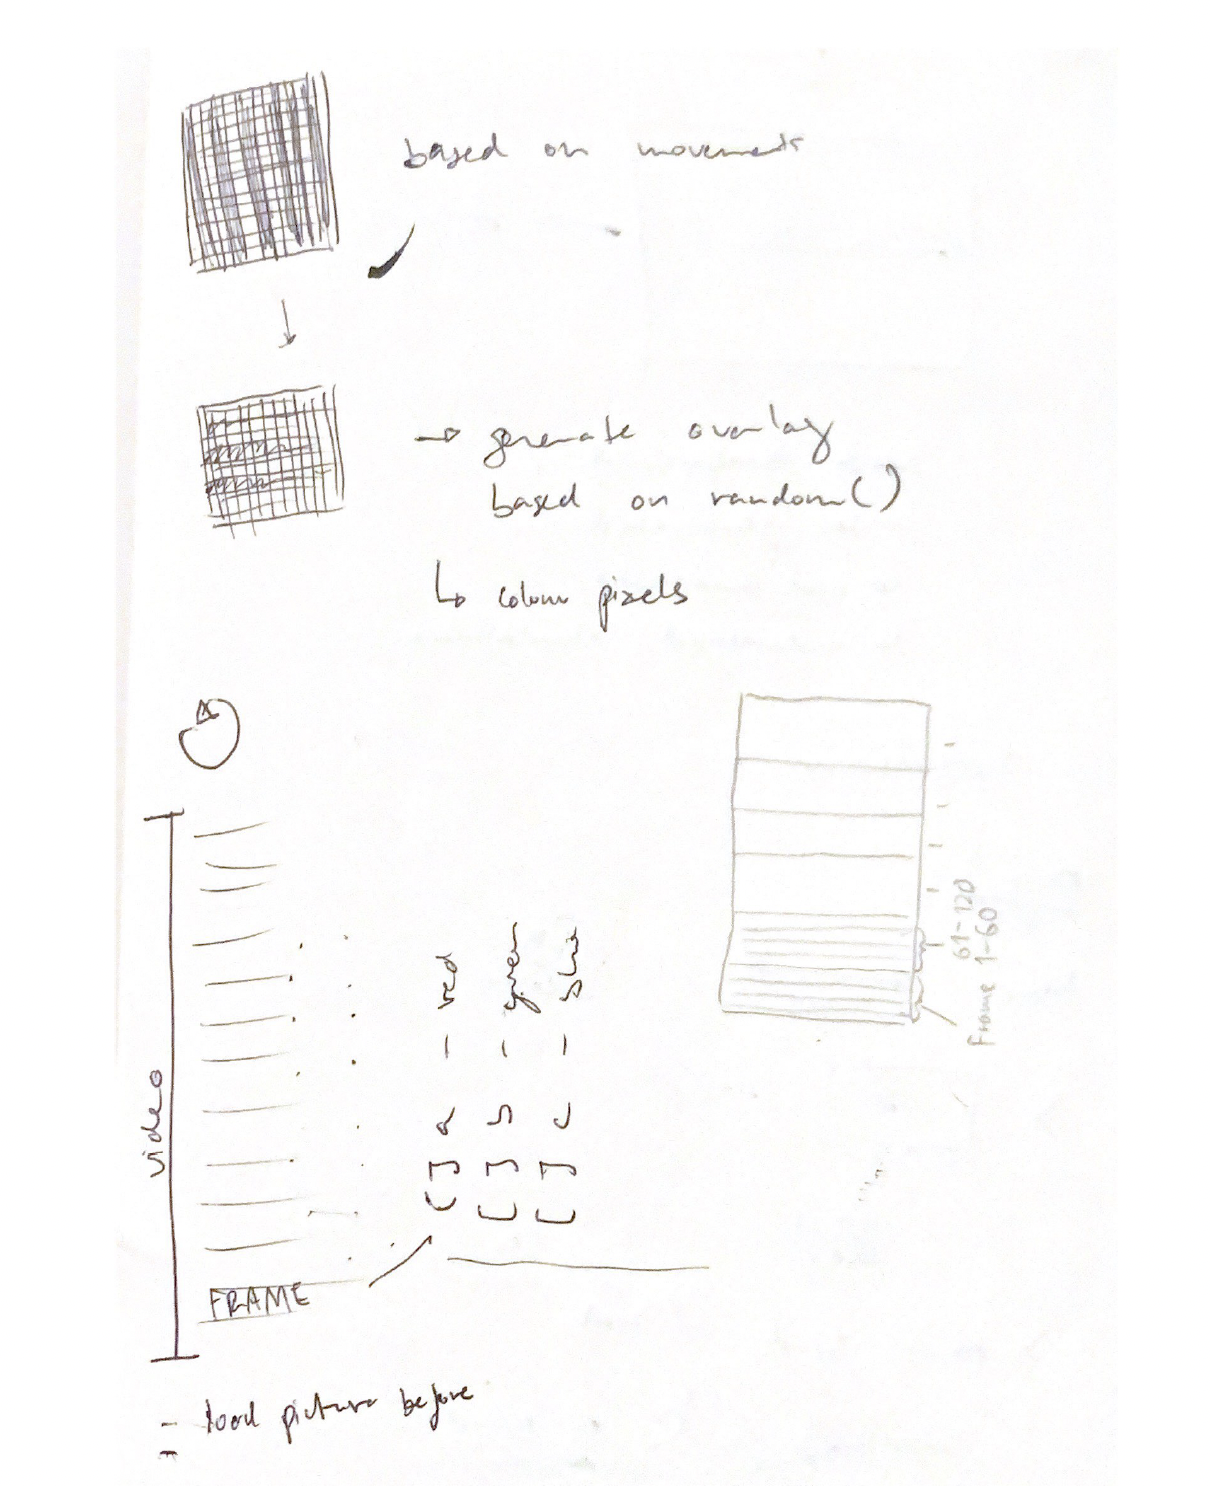 based on movement
→ generate overlay
based on random()
↳ colour pixels
61-120
Frame 1-60
[] a - red
[] b - green
[] c - blue
video
FRAME
- load picture before